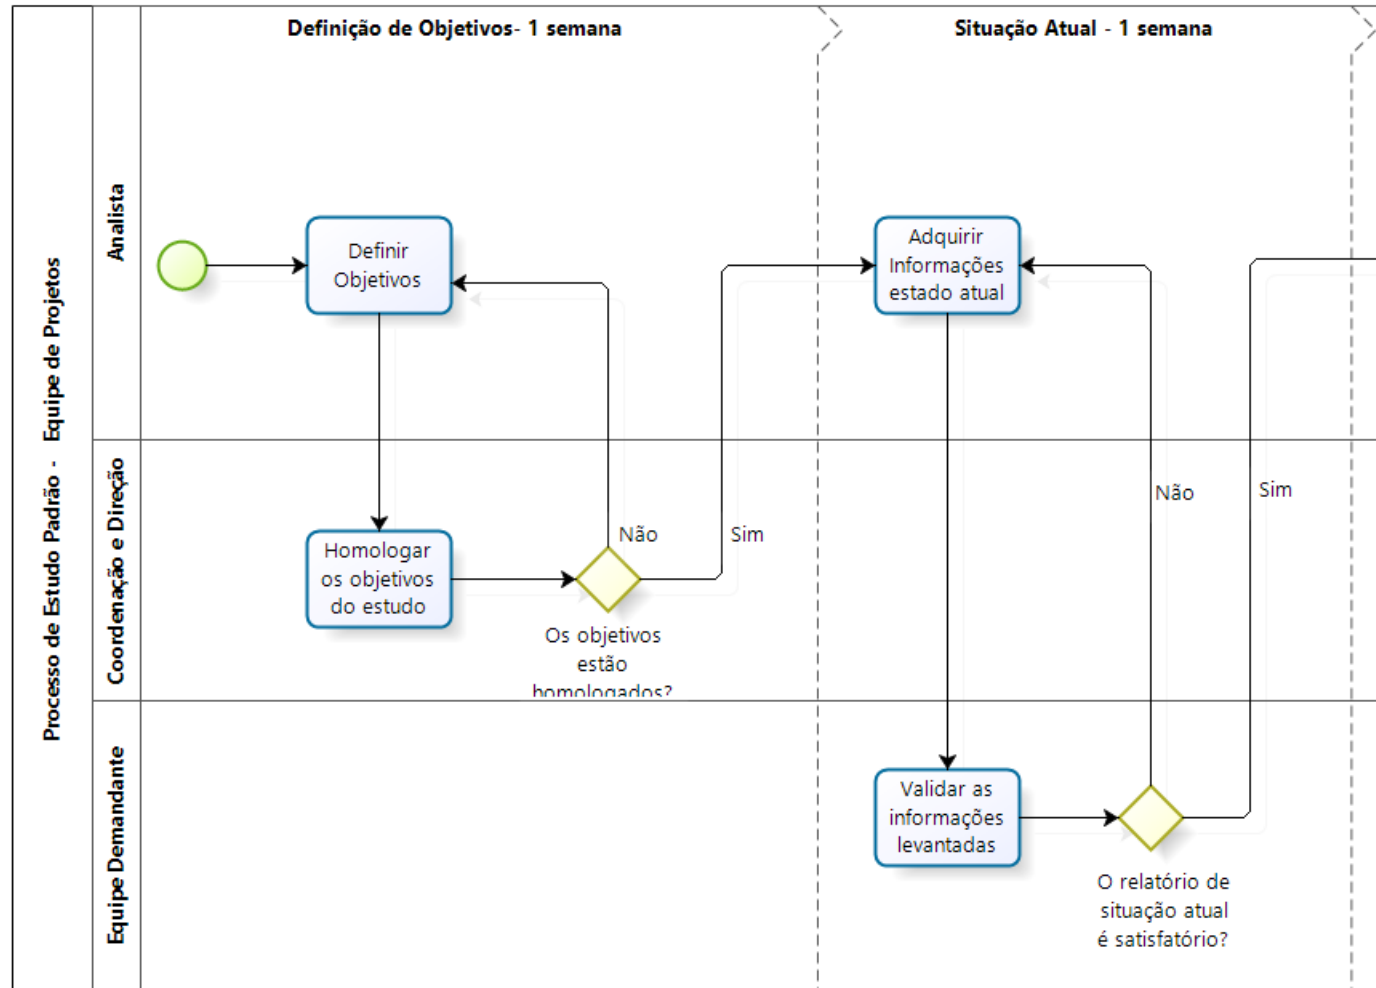 Definição de Objetivos- 1 semana
Situação Atual - 1 semana
Processo de Estudo Padrão -   Equipe de Projetos
Analista
Definir
Objetivos
Adquirir
Informações
estado atual
Coordenação e Direção
Homologar
os objetivos
do estudo
Não
Sim
Os objetivos
estão
homologados?
Não
Sim
Equipe Demandante
Validar as
informações
levantadas
O relatório de
situação atual
é satisfatório?